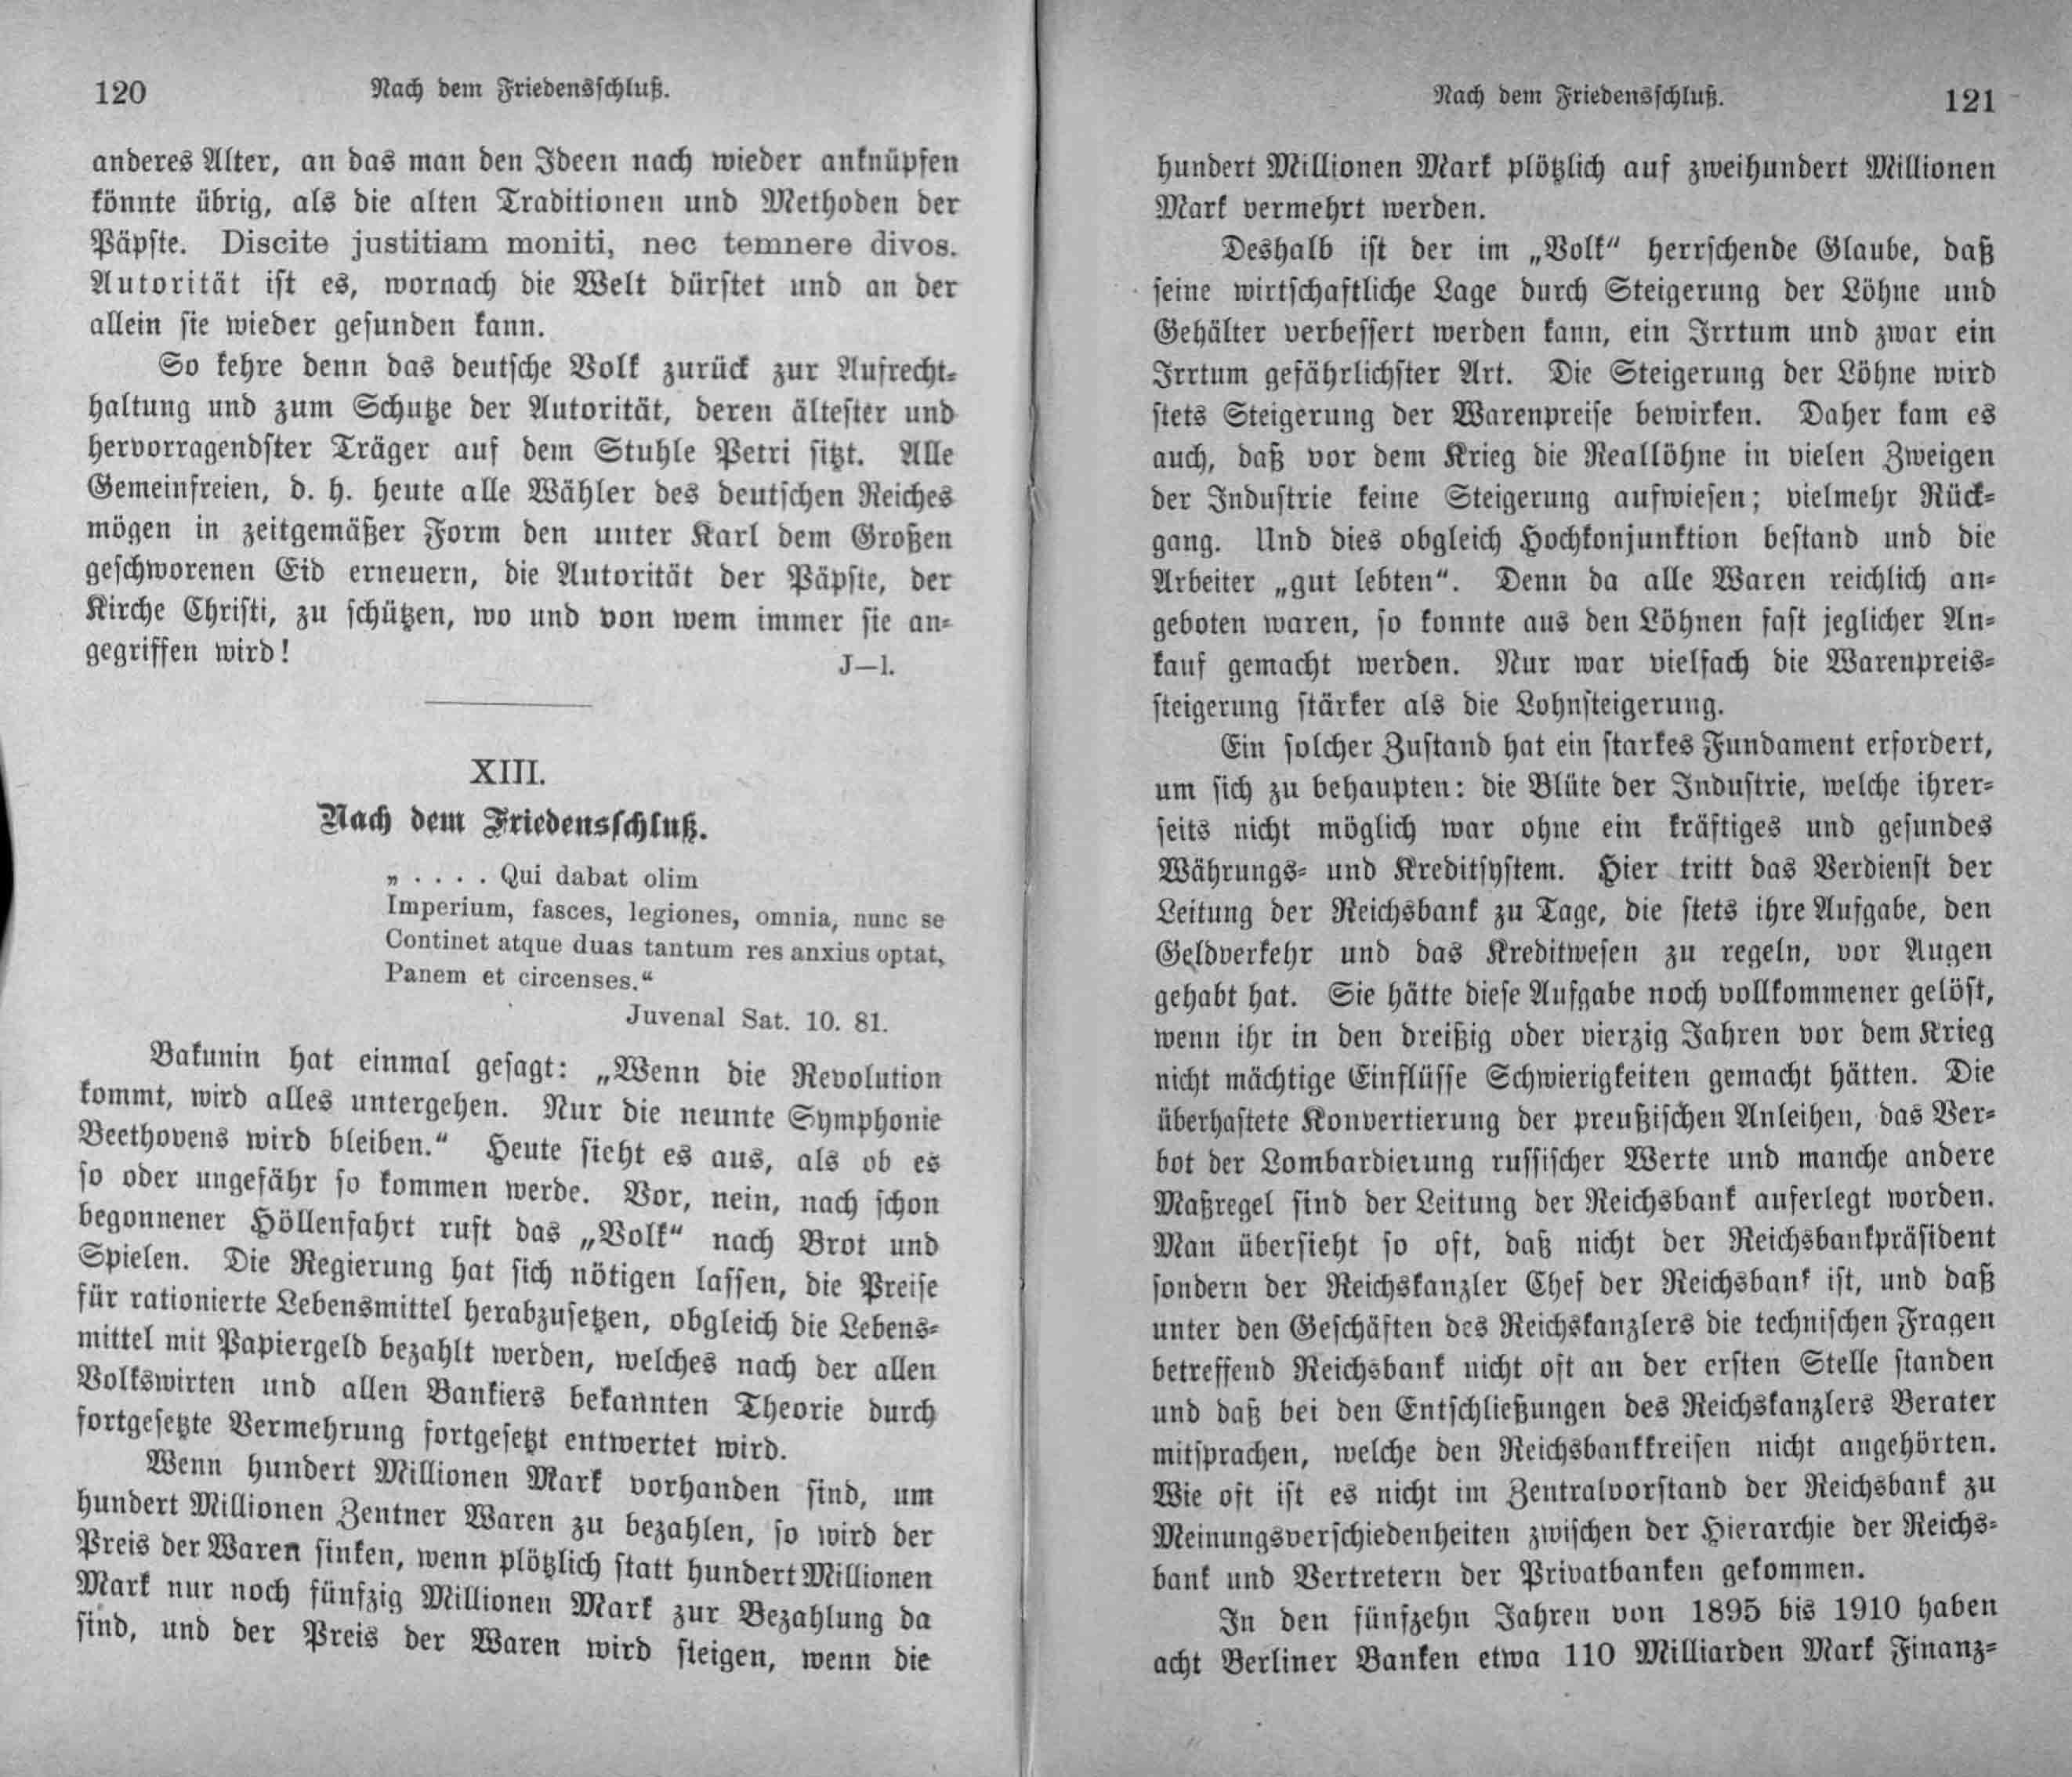 120
Nach dem Friedensschluß.
anderes Alter, an das man den Ideen nach wieder anknüpfen
könnte übrig, als die alten Traditionen und Methoden der
Päpste. Discite justitiam moniti, nec temnere divos.
Autorität ist es, wornach die Welt dürstet und an der
allein sie wieder gesunden kann.
So kehre denn das deutsche Volk zurück zur Aufrecht-
haltung und zum Schutze der Autorität, deren ältester und
hervorragendster Träger auf dem Stuhle Petri sitzt. Alle
Gemeinfreien, d. h. heute alle Wähler des deutschen Reiches
mögen in zeitgemäßer Form den unter Karl dem Großen
geschworenen Eid erneuern, die Autorität der Päpste, der
Kirche Christi, zu schützen, wo und von wem immer sie an-
gegriffen wird!
J—l.
XIII.
Nach dem Friedensschluß.
„ . . . . Qui dabat olim
Imperium, fasces, legiones, omnia, nunc se
Continet atque duas tantum res anxius optat,
Panem et circenses.“
Juvenal Sat. 10. 81.
Bakunin hat einmal gesagt: „Wenn die Revolution
kommt, wird alles untergehen. Nur die neunte Symphonie
Beethovens wird bleiben.“ Heute sieht es aus, als ob es
so oder ungefähr so kommen werde. Vor, nein, nach schon
begonnener Höllenfahrt ruft das „Volk“ nach Brot und
Spielen. Die Regierung hat sich nötigen lassen, die Preise
für rationierte Lebensmittel herabzusetzen, obgleich die Lebens-
mittel mit Papiergeld bezahlt werden, welches nach der allen
Volkswirten und allen Bankiers bekannten Theorie durch
fortgesetzte Vermehrung fortgesetzt entwertet wird.
Wenn hundert Millionen Mark vorhanden sind, um
hundert Millionen Zentner Waren zu bezahlen, so wird der
Preis der Waren sinken, wenn plötzlich statt hundert Millionen
Mark nur noch fünfzig Millionen Mark zur Bezahlung da
sind, und der Preis der Waren wird steigen, wenn die
Nach dem Friedensschluß.
121
hundert Millionen Mark plötzlich auf zweihundert Millionen
Mark vermehrt werden.
Deshalb ist der im „Volk“ herrschende Glaube, daß
seine wirtschaftliche Lage durch Steigerung der Löhne und
Gehälter verbessert werden kann, ein Irrtum und zwar ein
Irrtum gefährlichster Art. Die Steigerung der Löhne wird
stets Steigerung der Warenpreise bewirken. Daher kam es
auch, daß vor dem Krieg die Reallöhne in vielen Zweigen
der Industrie keine Steigerung aufwiesen; vielmehr Rück-
gang. Und dies obgleich Hochkonjunktion bestand und die
Arbeiter „gut lebten“. Denn da alle Waren reichlich an-
geboten waren, so konnte aus den Löhnen fast jeglicher An-
kauf gemacht werden. Nur war vielfach die Warenpreis-
steigerung stärker als die Lohnsteigerung.
Ein solcher Zustand hat ein starkes Fundament erfordert,
um sich zu behaupten: die Blüte der Industrie, welche ihrer-
seits nicht möglich war ohne ein kräftiges und gesundes
Währungs- und Kreditsystem. Hier tritt das Verdienst der
Leitung der Reichsbank zu Tage, die stets ihre Aufgabe, den
Geldverkehr und das Kreditwesen zu regeln, vor Augen
gehabt hat. Sie hätte diese Aufgabe noch vollkommener gelöst,
wenn ihr in den dreißig oder vierzig Jahren vor dem Krieg
nicht mächtige Einflüsse Schwierigkeiten gemacht hätten. Die
überhastete Konvertierung der preußischen Anleihen, das Ver-
bot der Lombardierung russischer Werte und manche andere
Maßregel sind der Leitung der Reichsbank auferlegt worden.
Man übersieht so oft, daß nicht der Reichsbankpräsident
sondern der Reichskanzler Chef der Reichsbank ist, und daß
unter den Geschäften des Reichskanzlers die technischen Fragen
betreffend Reichsbank nicht oft an der ersten Stelle standen
und daß bei den Entschließungen des Reichskanzlers Berater
mitsprachen, welche den Reichsbankkreisen nicht angehörten.
Wie oft ist es nicht im Zentralvorstand der Reichsbank zu
Meinungsverschiedenheiten zwischen der Hierarchie der Reichs-
bank und Vertretern der Privatbanken gekommen.
In den fünfzehn Jahren von 1895 bis 1910 haben
acht Berliner Banken etwa 110 Milliarden Mark Finanz-